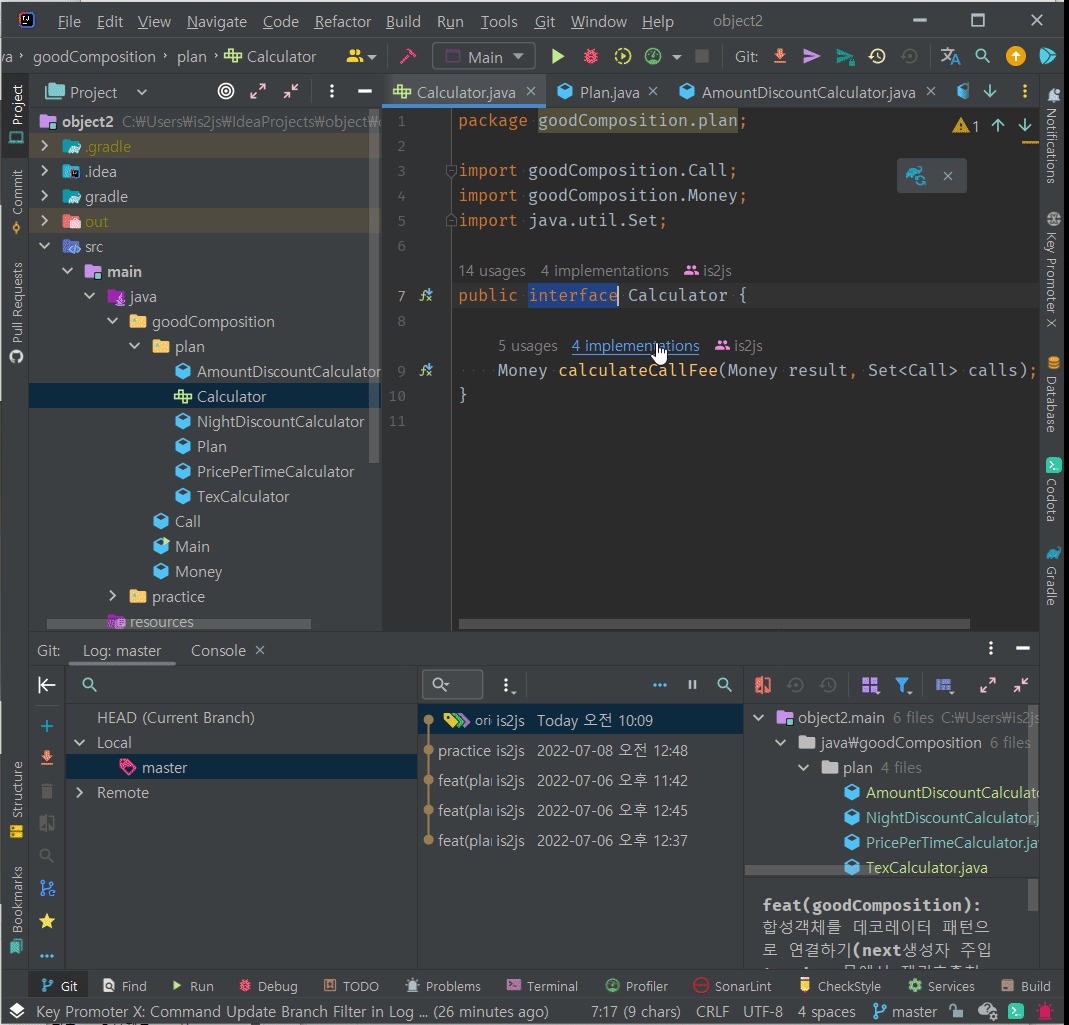 File Edit View Navigate Code Refactor Build Run Tools Git Window Help object2
va goodComposition plan Calculator Main Git:
Project
Calculator.java Plan.java AmountDiscountCalculator.java
object2 C:\Users\is2js\IdeaProjects\object
.gradle
.idea
gradle
out
src
main
java
goodComposition
plan
AmountDiscountCalculator
Calculator
NightDiscountCalculator
Plan
PricePerTimeCalculator
TexCalculator
Call
Main
Money
practice
resources
1 package goodComposition.plan;
1
2
3 import goodComposition.Call;
4 import goodComposition.Money;
5 import java.util.Set;
6
14 usages 4 implementations is2js
7 public interface Calculator {
8
5 usages 4 implementations is2js
9 Money calculateCallFee(Money result, Set<Call> calls);
10 }
11
Project
Commit
Pull Requests
Structure
Bookmarks
Notifications
Key Promoter X
Database
Codota
Gradle
Git: Log: master Console
HEAD (Current Branch)
Local
master
Remote
ori is2js Today 오전 10:09
practice is2js 2022-07-08 오전 12:48
feat(pla is2js 2022-07-06 오후 11:42
feat(pla is2js 2022-07-06 오후 12:45
feat(pla is2js 2022-07-06 오후 12:37
object2.main 6 files C:\Users\is2js
java\goodComposition 6 files
plan 4 files
AmountDiscountCalculato
NightDiscountCalculator.j
PricePerTimeCalculator.ja
TexCalculator.java
feat(goodComposition):
합성객체를 데코레이터 패턴으
로 연결하기(next생성자 주입
Git Find Run Debug TODO Problems Terminal Profiler SonarLint CheckStyle Services Build
Key Promoter X: Command Update Branch Filter in Log ... (26 minutes ago) 7:17 (9 chars) CRLF UTF-8 4 spaces master